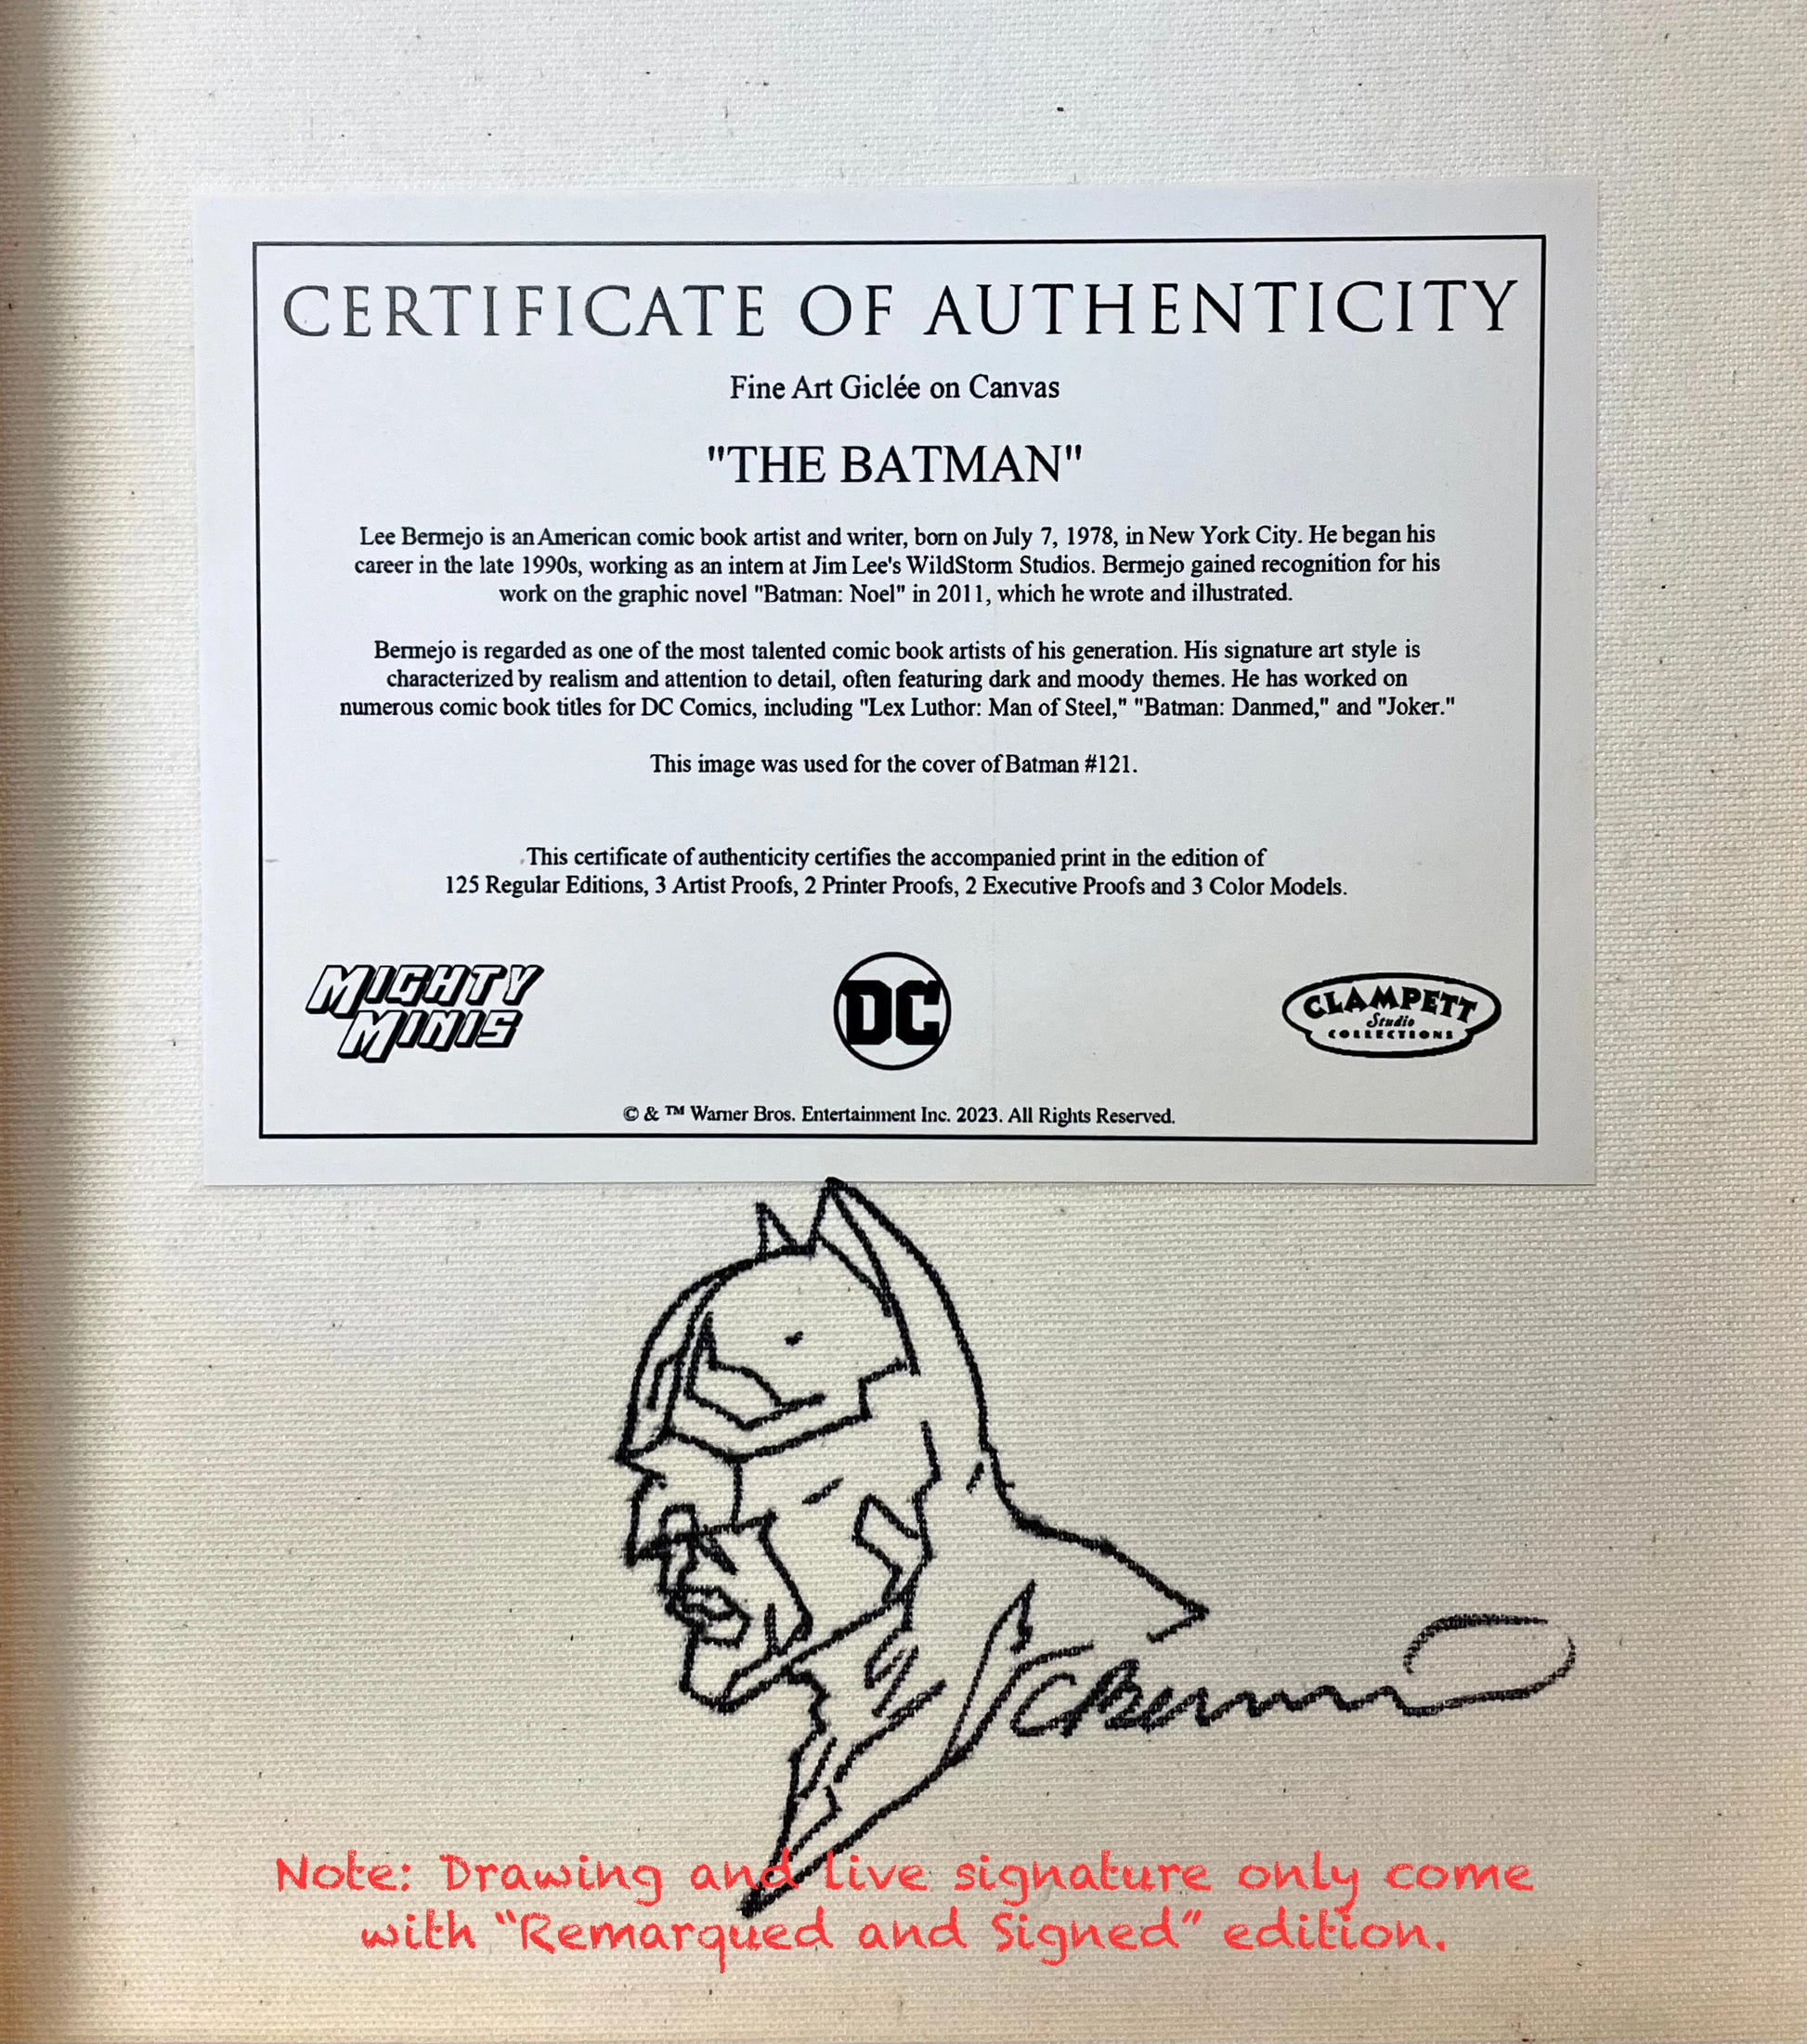 CERTIFICATE OF AUTHENTICITY
Fine Art Giclée on Canvas
"THE BATMAN"
Lee Bermejo is an American comic book artist and writer, born on July 7, 1978, in New York City. He began his
career in the late 1990s, working as an intern at Jim Lee's WildStorm Studios. Bermejo gained recognition for his
work on the graphic novel "Batman: Noel" in 2011, which he wrote and illustrated.
Bermejo is regarded as one of the most talented comic book artists of his generation. His signature art style is
characterized by realism and attention to detail, often featuring dark and moody themes. He has worked on
numerous comic book titles for DC Comics, including "Lex Luthor: Man of Steel," "Batman: Danmed," and "Joker."
This image was used for the cover of Batman #121.
This certificate of authenticity certifies the accompanied print in the edition of
125 Regular Editions, 3 Artist Proofs, 2 Printer Proofs, 2 Executive Proofs and 3 Color Models.
MIGHTY
MINIS
DC
CLAMPETT
Studio
COLLECTIONS
© & ™ Warner Bros. Entertainment Inc. 2023. All Rights Reserved.
Note: Drawing and live signature only come
with “Remarqued and Signed” edition.